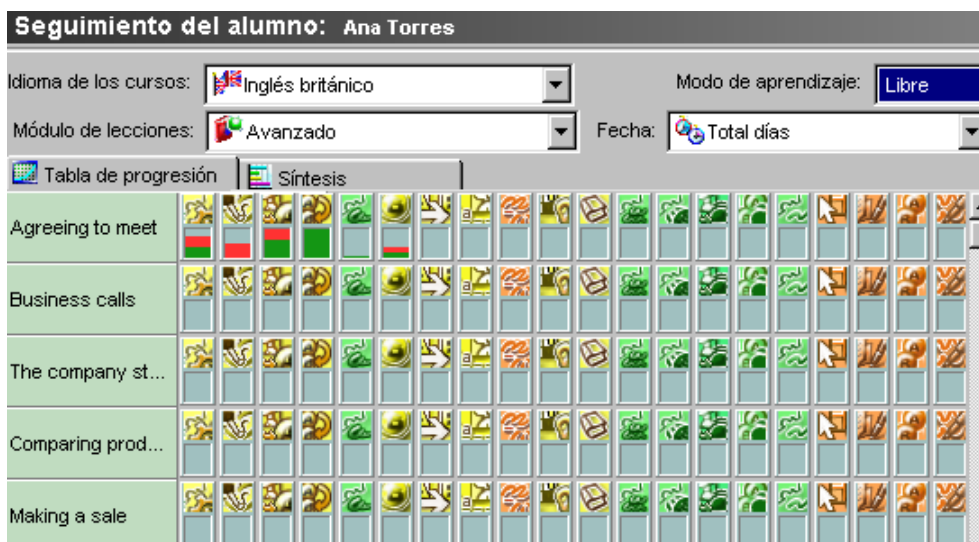 Seguimiento del alumno: Ana Torres
Idioma de los cursos: Inglés británico Modo de aprendizaje: Libre
Módulo de lecciones: Avanzado Fecha: Total días
Tabla de progresión Síntesis
Agreeing to meet
Business calls
The company st...
Comparing prod...
Making a sale